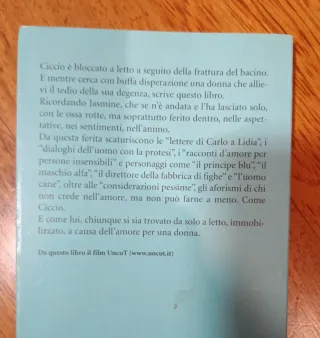 Ciccio è bloccato a letto a seguito della frattura del bacino.
E mentre cerca con buffa disperazione una donna che allie-
vi il tedio della sua degenza, scrive questo libro.
Ricordando Jasmine, che se n'è andata e l'ha lasciato solo,
con le ossa rotte, ma soprattutto ferito dentro, nelle aspet-
tative, nei sentimenti, nell'animo.
Da questa ferita scaturiscono le "lettere di Carlo a Lidia", i
"dialoghi dell'uomo con la protesi", i "racconti d'amore per
persone insensibili" e personaggi come "il principe blu", "il
maschio alfa", "il direttore della fabbrica di fighe" e "l'uomo
cane", oltre alle "considerazioni pessime", gli aforismi di chi
non crede nell'amore, ma non può farne a meno. Come
Ciccio.
E come lui, chiunque si sia trovato da solo a letto, immobi-
lizzato, a causa dell'amore per una donna.
Da questo libro il film UncuT (www.uncut.it)